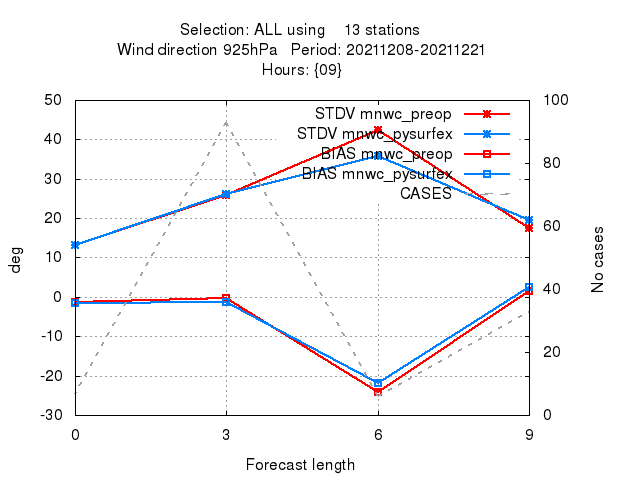 Selection: ALL using 13 stations
Wind direction 925hPa Period: 20211208-20211221
Hours: {09}
50 100
STDV mnwc_preop
40
STDV mnwc_pysurfex
80
BIAS mnwc_preop
30
BIAS mnwc_pysurfex
CASES
20
60
10
deg
No cases
0
40
-10
20
-20
-30 0
0 3 6 9
Forecast length